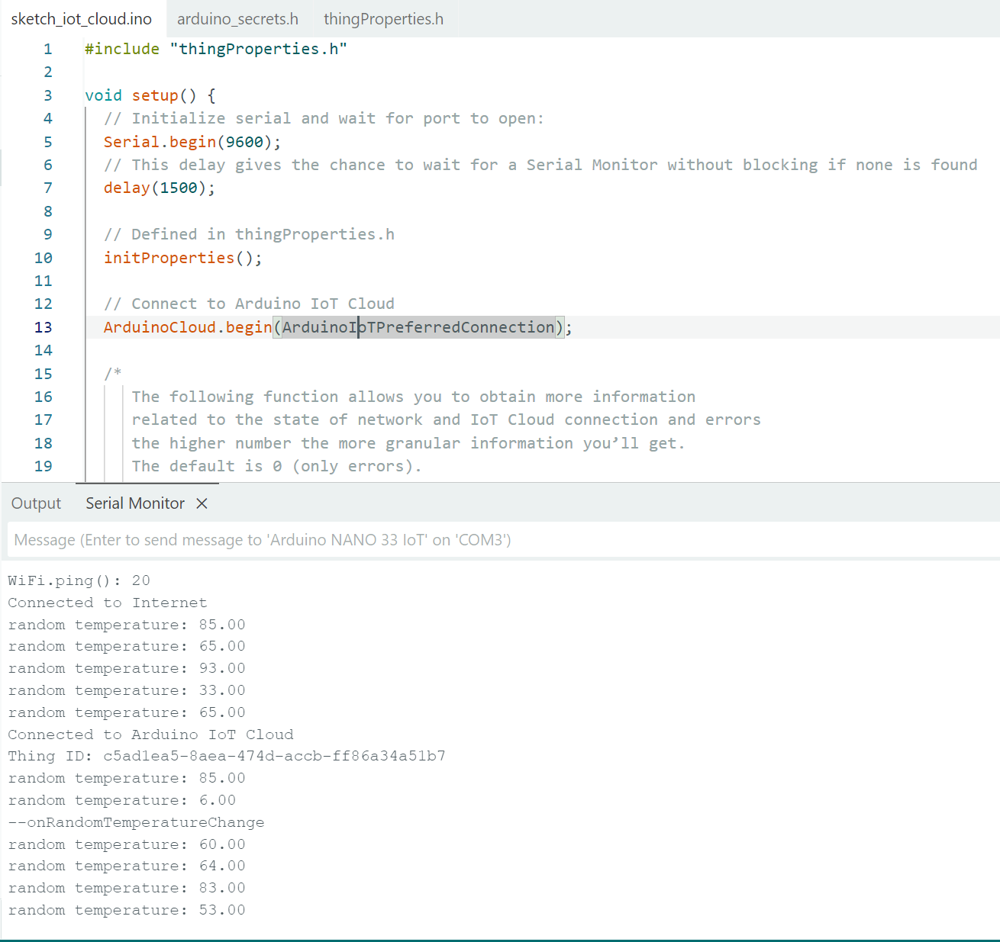 sketch_iot_cloud.ino arduino_secrets.h thingProperties.h
1 #include "thingProperties.h"
2
3 void setup() {
4 // Initialize serial and wait for port to open:
5 Serial.begin(9600);
6 // This delay gives the chance to wait for a Serial Monitor without blocking if none is found
7 delay(1500);
8
9 // Defined in thingProperties.h
10 initProperties();
11
12 // Connect to Arduino IoT Cloud
13 ArduinoCloud.begin(ArduinoIoTPreferredConnection);
14
15 /*
16 The following function allows you to obtain more information
17 related to the state of network and IoT Cloud connection and errors
18 the higher number the more granular information you’ll get.
19 The default is 0 (only errors).
Output Serial Monitor ×
Message (Enter to send message to 'Arduino NANO 33 IoT' on 'COM3')
WiFi.ping(): 20
Connected to Internet
random temperature: 85.00
random temperature: 65.00
random temperature: 93.00
random temperature: 33.00
random temperature: 65.00
Connected to Arduino IoT Cloud
Thing ID: c5ad1ea5-8aea-474d-accb-ff86a34a51b7
random temperature: 85.00
random temperature: 6.00
--onRandomTemperatureChange
random temperature: 60.00
random temperature: 64.00
random temperature: 83.00
random temperature: 53.00